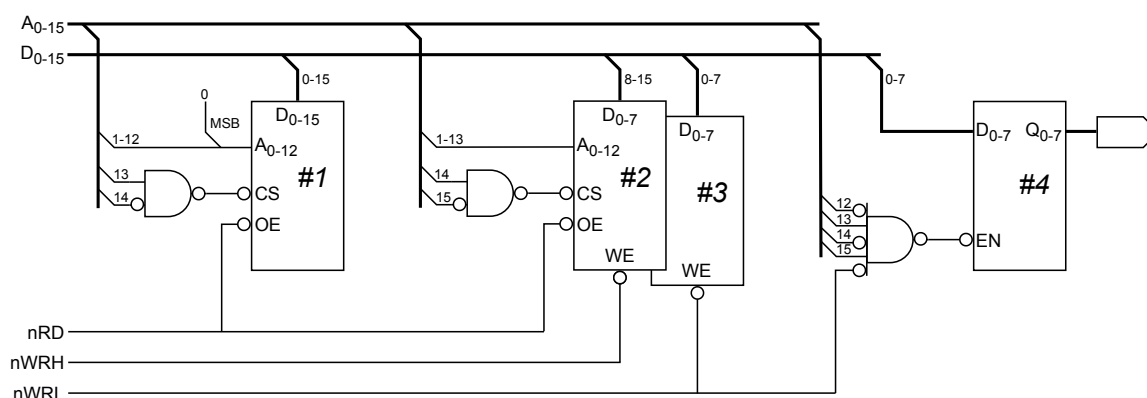 A0-15
D0-15
0-15
8-15
0-7
0-7
0
MSB
D0-15
D0-7
D0-7
D0-7 Q0-7
1-12
A0-12
1-13
A0-12
#1
#2
#3
#4
13
14
CS
14
15
CS
OE
OE
12
13
14
15
EN
WE
WE
nRD
nWRH
nWRL